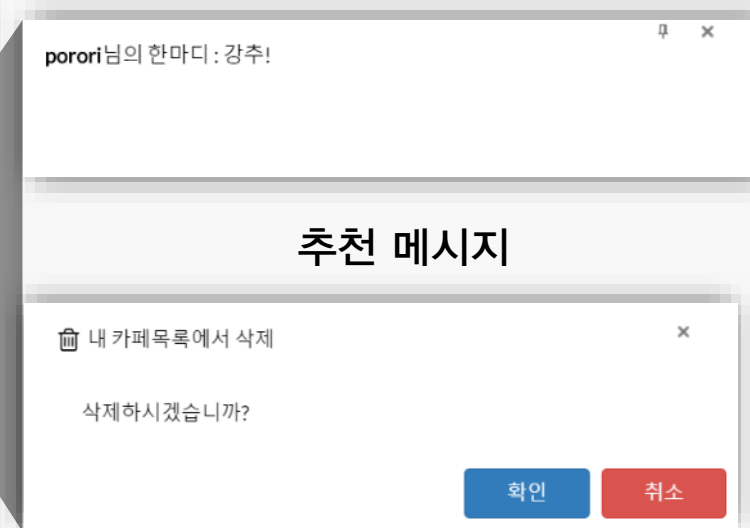 porori님의 한마디 : 강추!
추천 메시지
내 카페목록에서 삭제
삭제하시겠습니까?
확인
취소